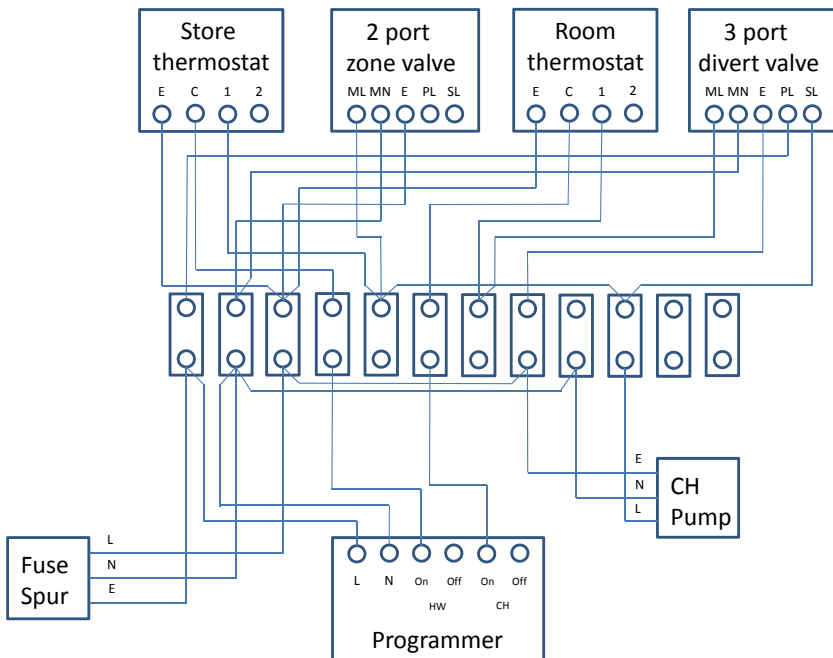 Store
thermostat
E C 1 2
2 port
zone valve
ML MN E PL SL
Room
thermostat
E C 1 2
3 port
divert valve
ML MN E PL SL
E
N
L
CH
Pump
L
N
E
Fuse
Spur
L N On Off On Off
HW CH
Programmer